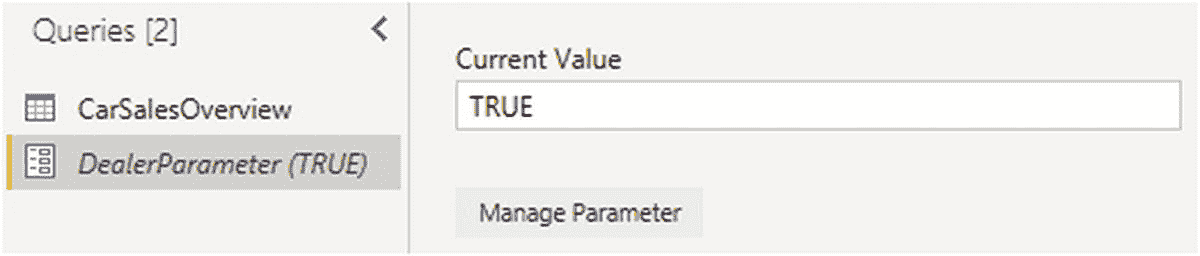 Queries [2]
CarSalesOverview
DealerParameter (TRUE)
Current Value
TRUE
Manage Parameter